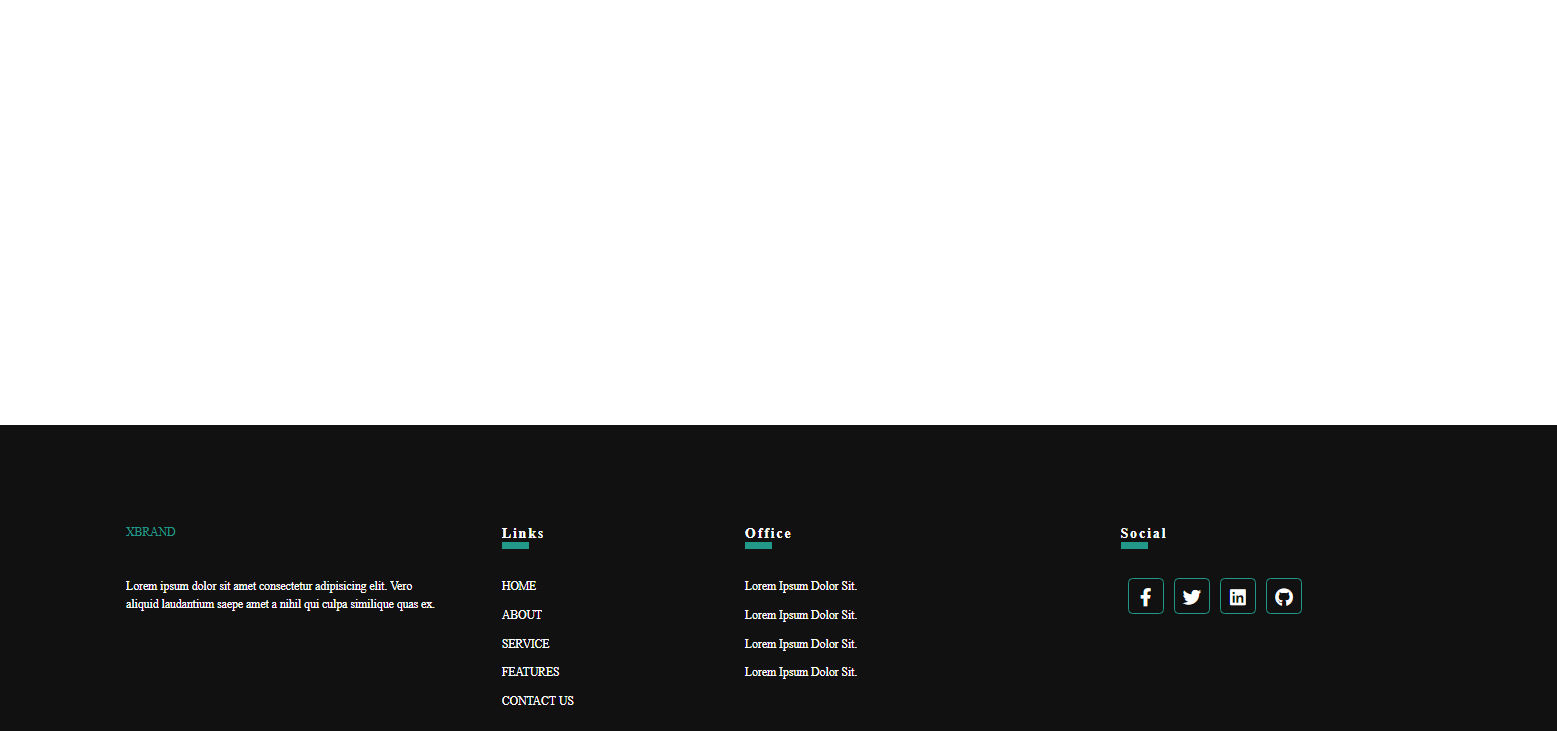 XBRAND
Lorem ipsum dolor sit amet consectetur adipisicing elit. Vero
aliquid laudantium saepe amet a nihil qui culpa similique quas ex.
Links
HOME
ABOUT
SERVICE
FEATURES
CONTACT US
Office
Lorem Ipsum Dolor Sit.
Lorem Ipsum Dolor Sit.
Lorem Ipsum Dolor Sit.
Lorem Ipsum Dolor Sit.
Social